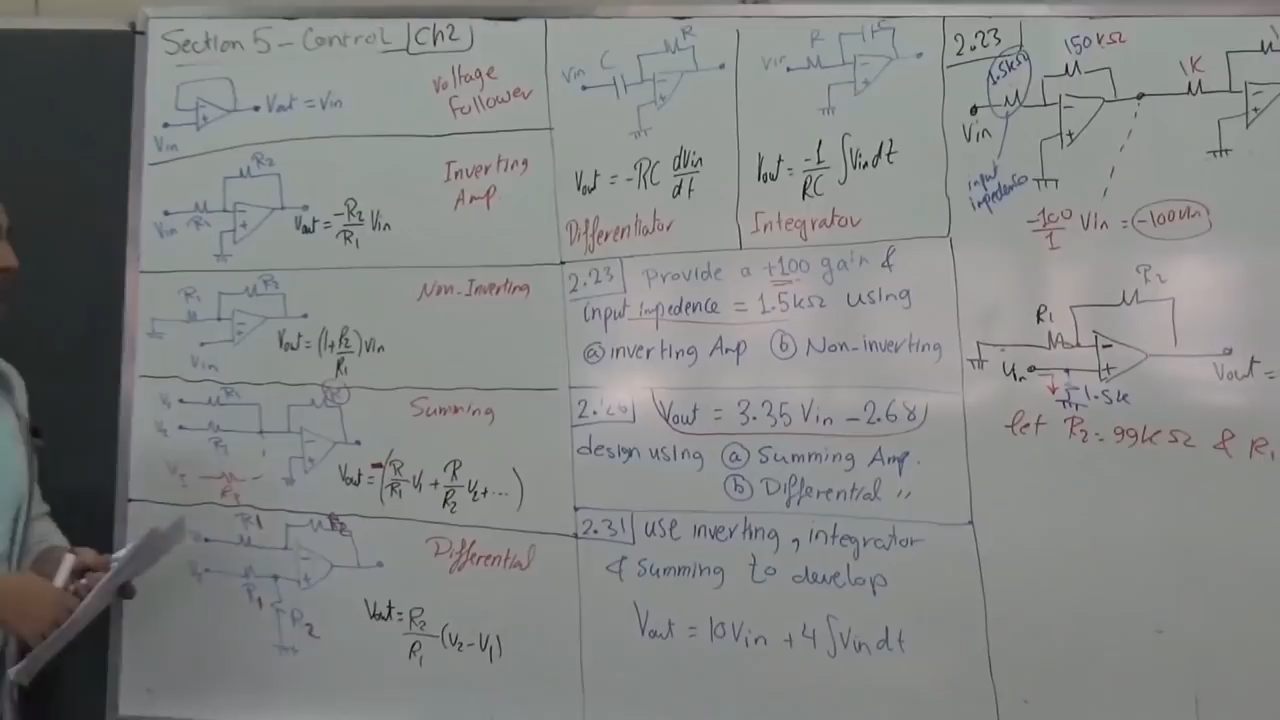 Section 5 - Control Ch2
Vout = Vin
Vin
Voltage
Follower
R2
Vin
R1
Vout = -R2/R1 Vin
Inverting
Amp
R1
R2
Vin
Vout = (1+R2/R1)Vin
Non-Inverting
V1
R1
V2
R2
R
Vout = -(R/R1 V1 + R/R2 V2 + ...)
Summing
R1
R2
R1
R2
Vout = R2/R1 (V2-V1)
Differential
Vin
C
R
Vout = -RC dVin/dt
Differentiator
Vin
R
C
Vout = -1/RC ∫Vin dt
Integrator
2.23 Provide a +100 gain &
input impedence = 1.5kΩ using
ⓐ inverting Amp ⓑ Non-inverting
Vout = 3.35 Vin - 2.68
design using ⓐ Summing Amp.
ⓑ Differential "
2.31 use inverting, integrator
& Summing to develop
Vout = 10Vin + 4∫Vin dt
2.23
1.5kΩ
150kΩ
1K
Vin
input
impedence
-100/1 Vin = -100Vin
R1
R2
Vin
1.5k
Vout =
let R2 = 99kΩ & R1